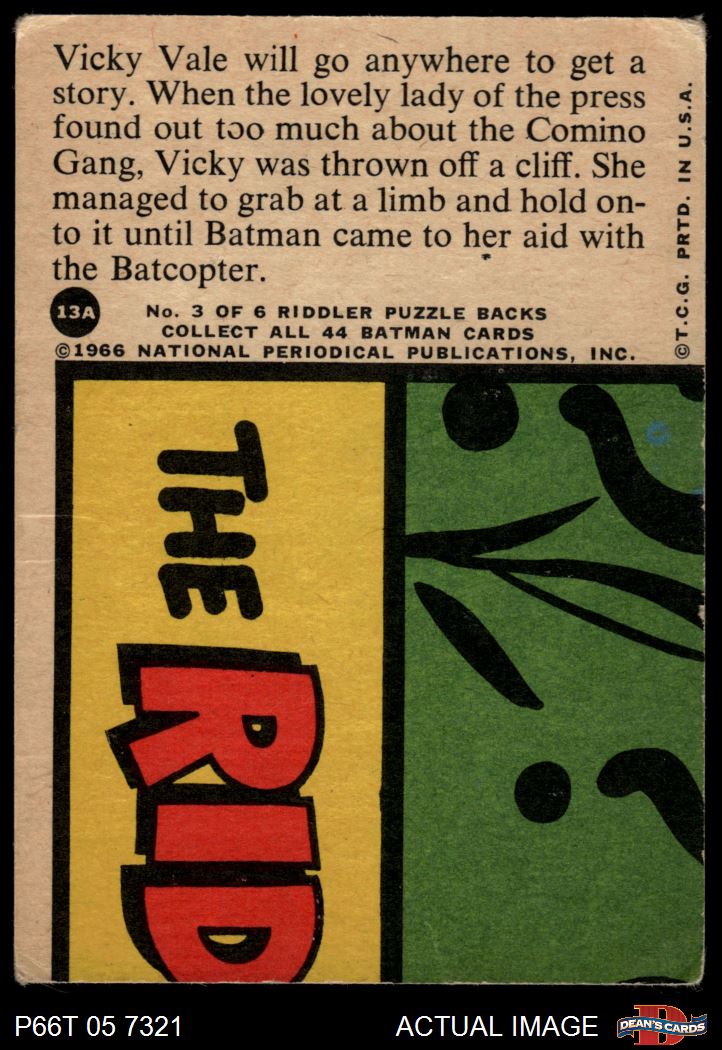 Vicky Vale will go anywhere to get a
story. When the lovely lady of the press
found out too much about the Comino
Gang, Vicky was thrown off a cliff. She
managed to grab at a limb and hold on-
to it until Batman came to her aid with
the Batcopter.
13A
No. 3 OF 6 RIDDLER PUZZLE BACKS
COLLECT ALL 44 BATMAN CARDS
©1966 NATIONAL PERIODICAL PUBLICATIONS, INC.
©T.C.G. PRTD. IN U.S.A.
THE
RID
P66T 05 7321
ACTUAL IMAGE
D
DEAN'S CARDS